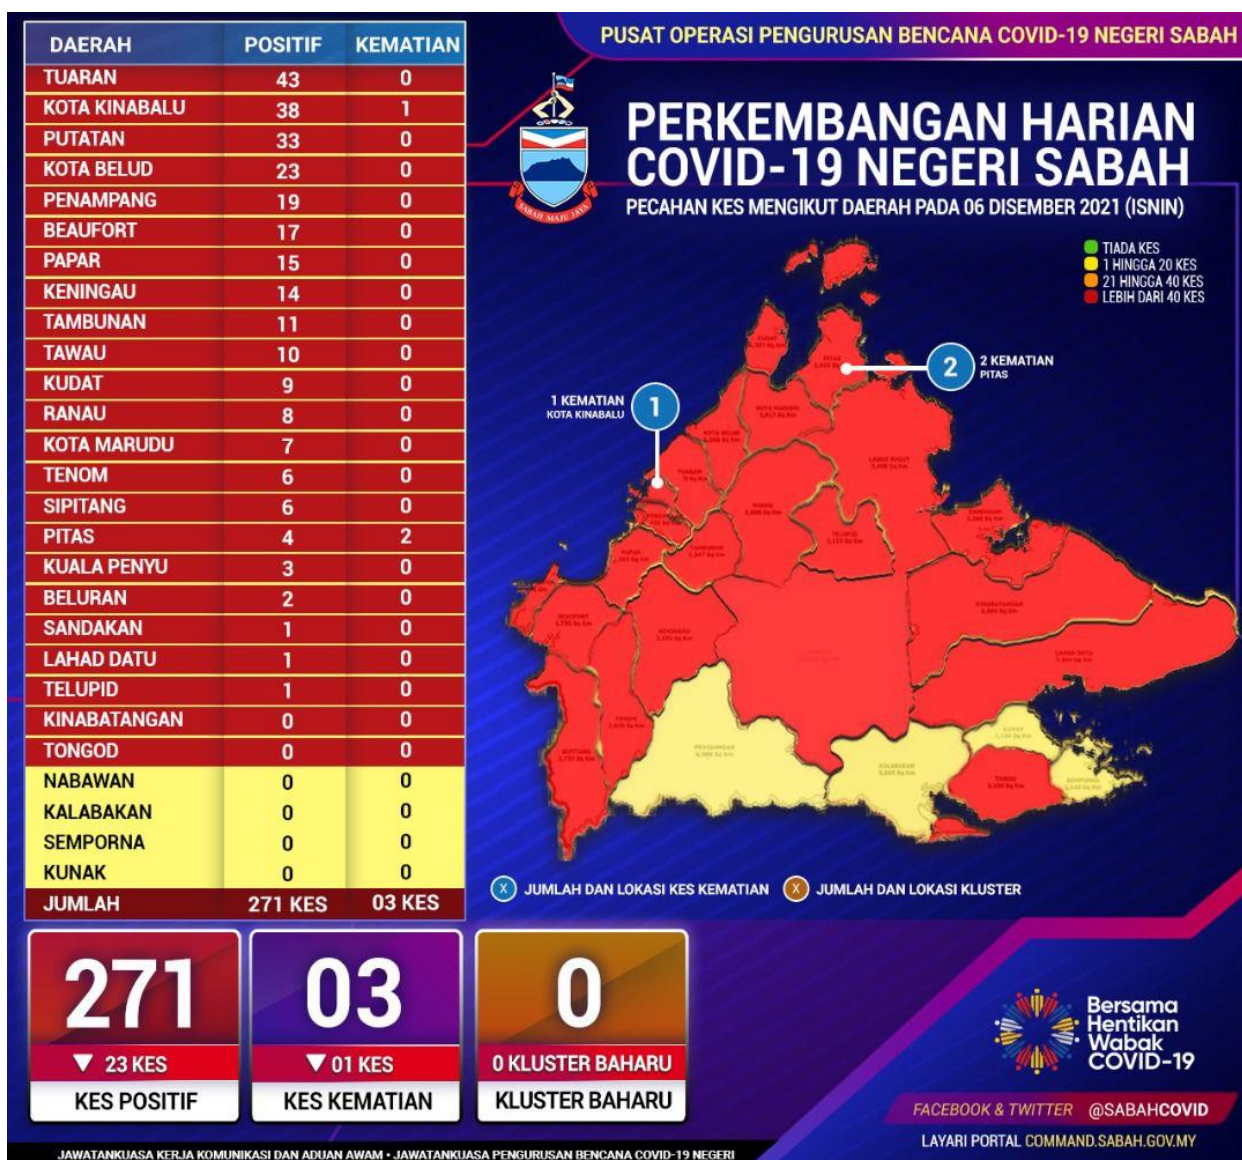 PUSAT OPERASI PENGURUSAN BENCANA COVID-19 NEGERI SABAH
PERKEMBANGAN HARIAN
COVID-19 NEGERI SABAH
PECAHAN KES MENGIKUT DAERAH PADA 06 DISEMBER 2021 (ISNIN)
SABAH MAJU JAYA
DAERAH POSITIF KEMATIAN
TUARAN 43 0
KOTA KINABALU 38 1
PUTATAN 33 0
KOTA BELUD 23 0
PENAMPANG 19 0
BEAUFORT 17 0
PAPAR 15 0
KENINGAU 14 0
TAMBUNAN 11 0
TAWAU 10 0
KUDAT 9 0
RANAU 8 0
KOTA MARUDU 7 0
TENOM 6 0
SIPITANG 6 0
PITAS 4 2
KUALA PENYU 3 0
BELURAN 2 0
SANDAKAN 1 0
LAHAD DATU 1 0
TELUPID 1 0
KINABATANGAN 0 0
TONGOD 0 0
NABAWAN 0 0
KALABAKAN 0 0
SEMPORNA 0 0
KUNAK 0 0
JUMLAH 271 KES 03 KES
TIADA KES
1 HINGGA 20 KES
21 HINGGA 40 KES
LEBIH DARI 40 KES
2
2 KEMATIAN
PITAS
1 KEMATIAN
KOTA KINABALU
1
X JUMLAH DAN LOKASI KES KEMATIAN
X JUMLAH DAN LOKASI KLUSTER
271
▼ 23 KES
KES POSITIF
03
▼ 01 KES
KES KEMATIAN
0
0 KLUSTER BAHARU
KLUSTER BAHARU
Bersama
Hentikan
Wabak
COVID-19
FACEBOOK & TWITTER @SABAHCOVID
LAYARI PORTAL COMMAND.SABAH.GOV.MY
JAWATANKUASA KERJA KOMUNIKASI DAN ADUAN AWAM • JAWATANKUASA PENGURUSAN BENCANA COVID-19 NEGERI